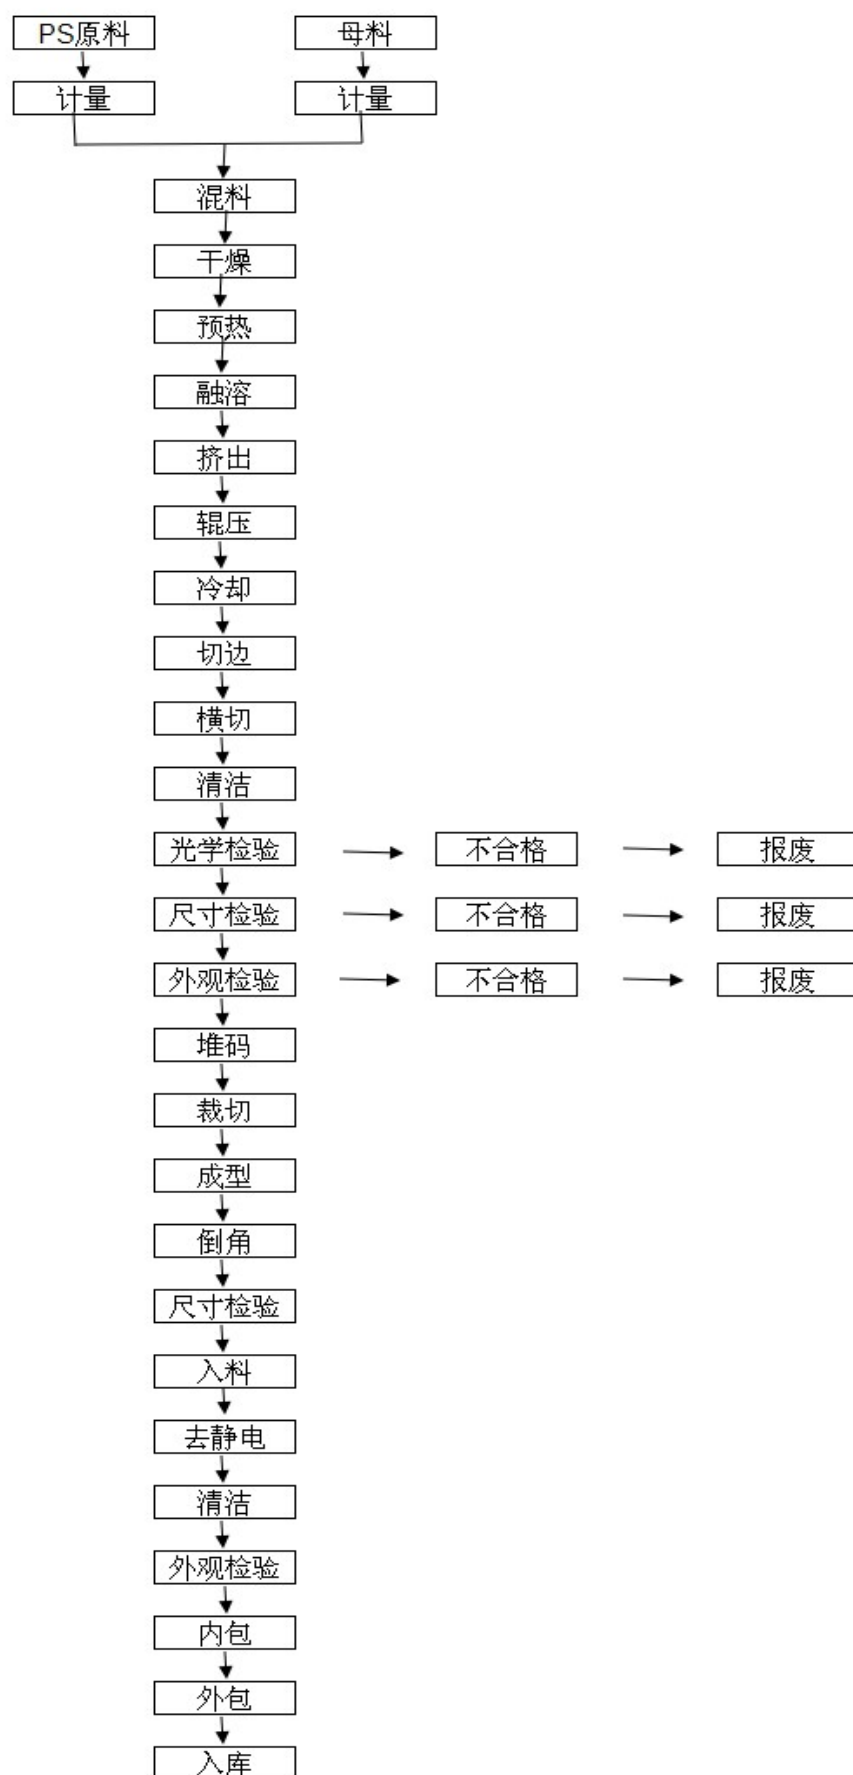 PS原料 母料
计量 计量
混料
干燥
预热
融溶
挤出
辊压
冷却
切边
横切
清洁
光学检验 不合格 报废
尺寸检验 不合格 报废
外观检验 不合格 报废
堆码
裁切
成型
倒角
尺寸检验
入料
去静电
清洁
外观检验
内包
外包
入库